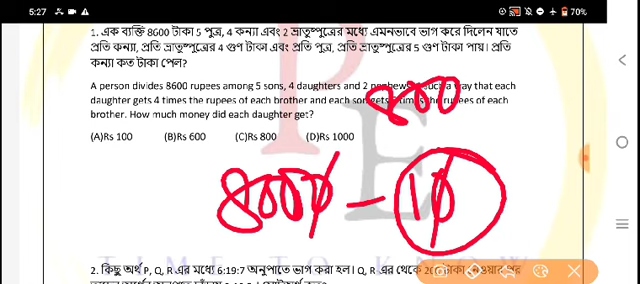 5:27 70%
1. এক ব্যক্তি 8600 টাকা 5 পুত্র, 4 কন্যা এবং 2 ভ্রাতুষ্পুত্রের মধ্যে এমনভাবে ভাগ করে দিলেন যাতে
প্রতি কন্যা, প্রতি ভ্রাতুষ্পুত্রের 4 গুণ টাকা এবং প্রতি পুত্র, প্রতি ভ্রাতুষ্পুত্রের 5 গুণ টাকা পায়। প্রতি
কন্যা কত টাকা পেল?
A person divides 8600 rupees among 5 sons, 4 daughters and 2 nephews way that each
daughter gets 4 times the rupees of each brother and each son gets the rupees of each
brother. How much money did each daughter get?
(A)Rs 100 (B)Rs 600 (C)Rs 800 (D)Rs 1000
2. কিছু অর্থ P, Q, R এর মধ্যে 6:19:7 অনুপাতে ভাগ করা হল। Q, R এর থেকে